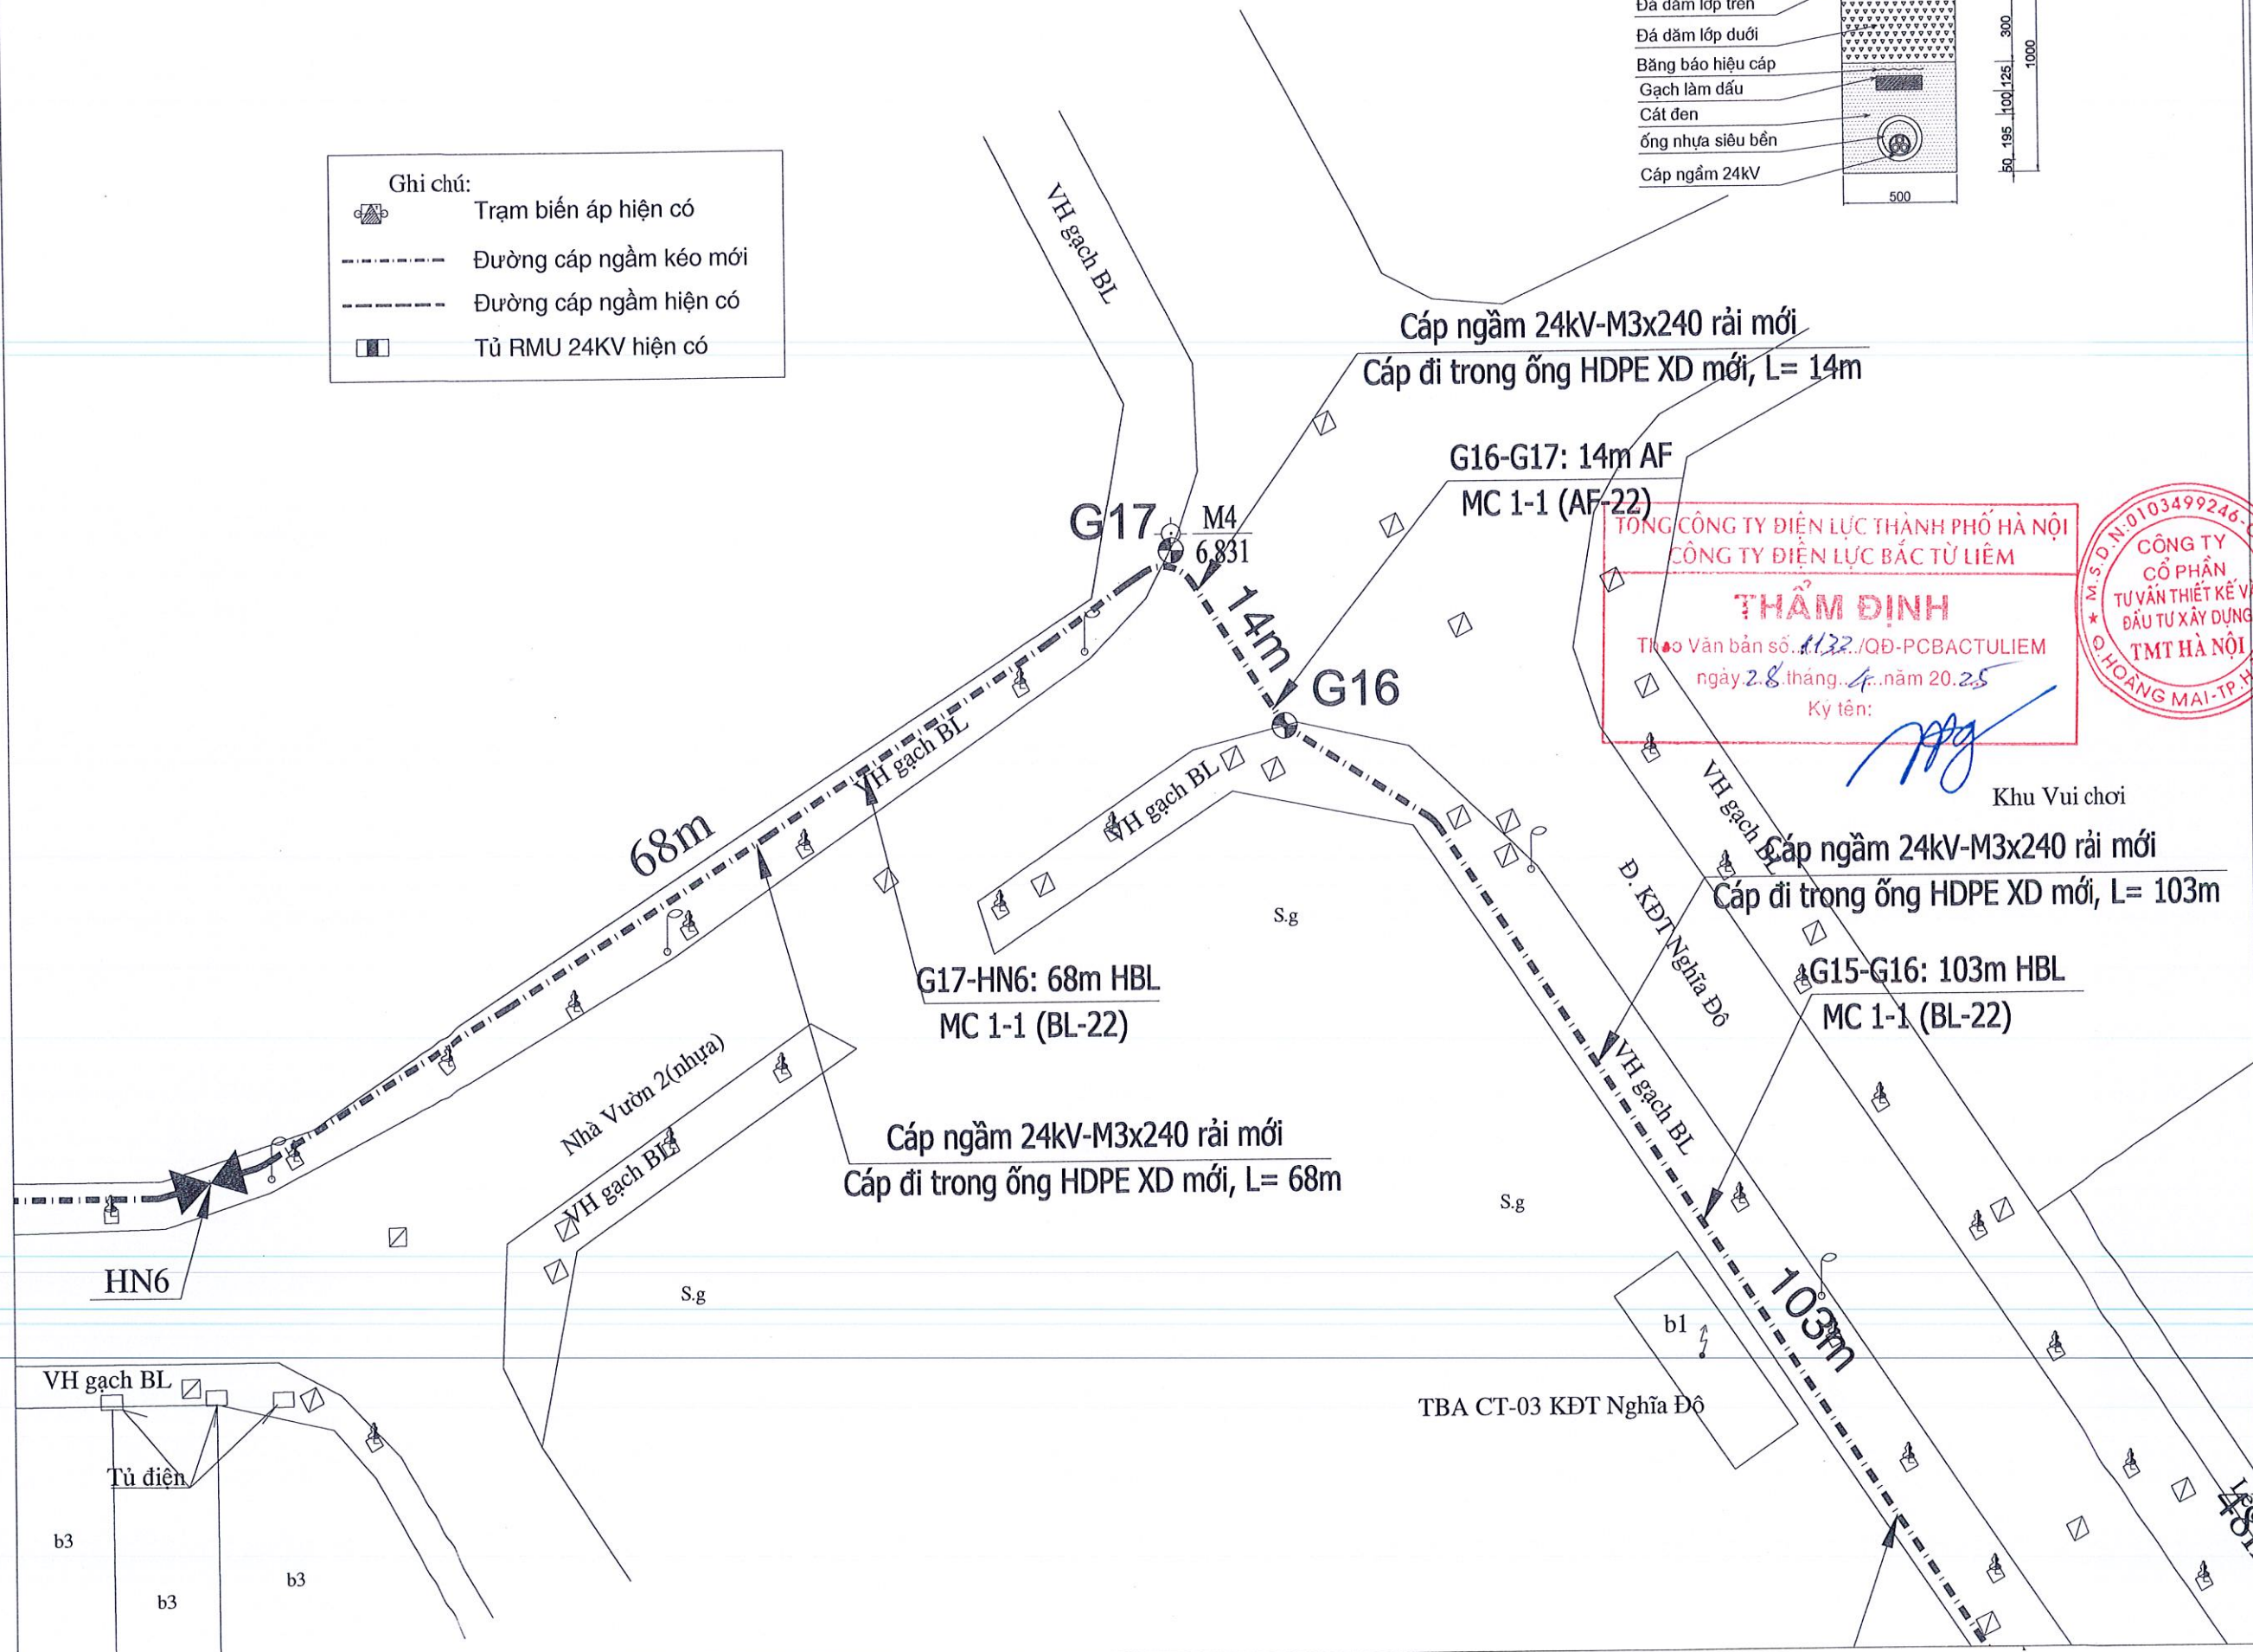 Đá dăm lớp trên
Đá dăm lớp duới
Băng báo hiệu cáp
Gạch làm dấu
Cát đen
ống nhựa siêu bền
Cáp ngầm 24kV
300
125
100
195
50
1000
500
Ghi chú:
Trạm biến áp hiện có
Đường cáp ngầm kéo mới
Đường cáp ngầm hiện có
Tủ RMU 24KV hiện có
VH gạch BL
Cáp ngầm 24kV-M3x240 rải mới
Cáp đi trong ống HDPE XD mới, L= 14m
G16-G17: 14m AF
MC 1-1 (AF-22)
G17
M4
6,831
14m
G16
TỔNG CÔNG TY ĐIỆN LỰC THÀNH PHỐ HÀ NỘI
CÔNG TY ĐIỆN LỰC BẮC TỪ LIÊM
THẨM ĐỊNH
Theo Văn bản số 1132/QĐ-PCBACTULIEM
ngày 28 tháng 4 năm 2025
Ký tên:
M.S.D.N:0103499246
CÔNG TY
CỔ PHẦN
TƯ VẤN THIẾT KẾ
ĐẦU TƯ XÂY DỰNG
TMT HÀ NỘI
Q.HOÀNG MAI-TP.H
Khu Vui chơi
VH gạch BL
Cáp ngầm 24kV-M3x240 rải mới
Cáp đi trong ống HDPE XD mới, L= 103m
G15-G16: 103m HBL
MC 1-1 (BL-22)
Đ. KĐT Nghĩa Đô
VH gạch BL
68m
VH gạch BL
VH gạch BL
S.g
G17-HN6: 68m HBL
MC 1-1 (BL-22)
Nhà Vườn 2(nhựa)
VH gạch BL
Cáp ngầm 24kV-M3x240 rải mới
Cáp đi trong ống HDPE XD mới, L= 68m
S.g
HN6
S.g
103m
b1
TBA CT-03 KĐT Nghĩa Đô
VH gạch BL
Tủ điện
b3
b3
b3